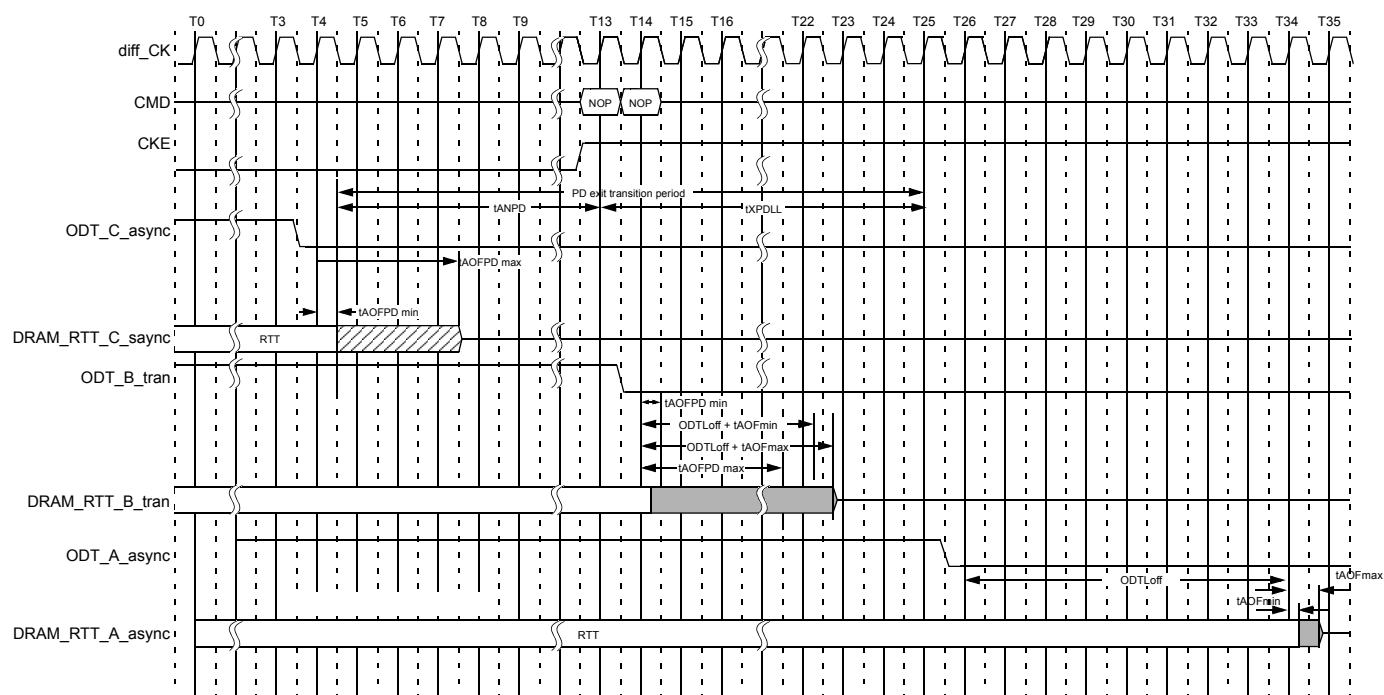 T0 T3 T4 T5 T6 T7 T8 T9 T13 T14 T15 T16 T22 T23 T24 T25 T26 T27 T28 T29 T30 T31 T32 T33 T34 T35
diff_CK
CMD NOP NOP
CKE
PD exit transition period
tANPD tXPDLL
ODT_C_async
tAOFPD max
tAOFPD min
DRAM_RTT_C_sync RTT
ODT_B_tran
tAOFPD min
ODTLoff + tAOFmin
ODTLoff + tAOFmax
tAOFPD max
DRAM_RTT_B_tran
ODT_A_async
ODTLoff tAOFmax
tAOFmin
DRAM_RTT_A_async RTT